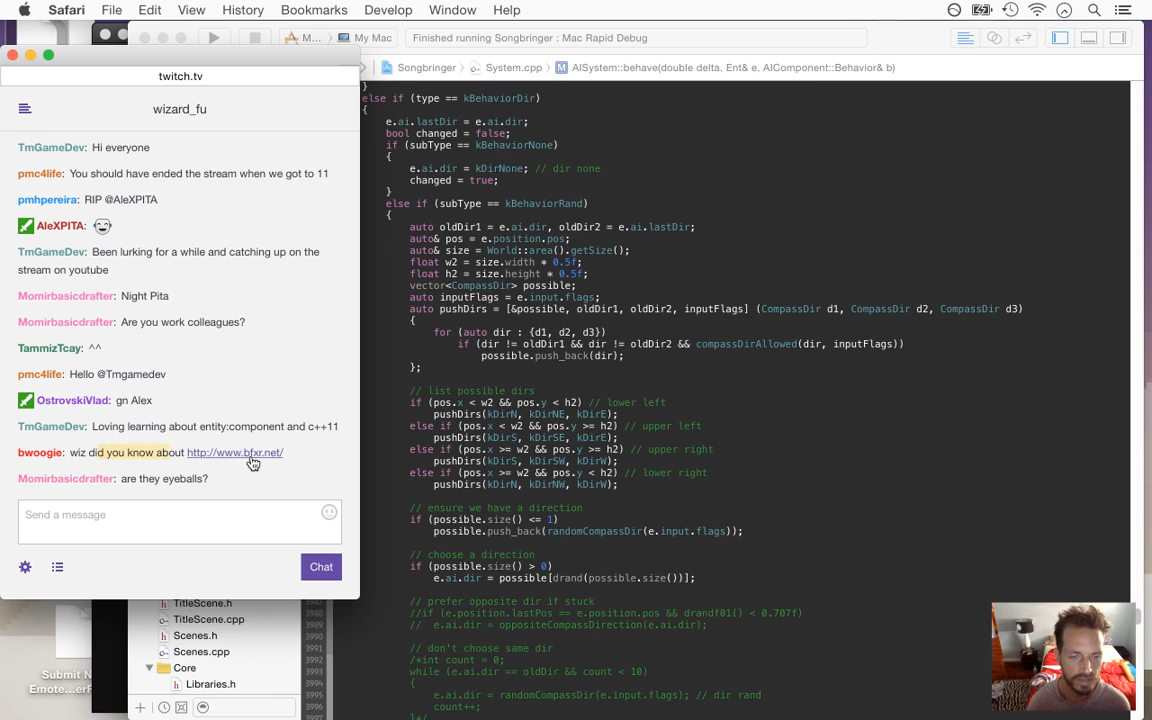 Safari File Edit View History Bookmarks Develop Window Help
M... My Mac Finished running Songbringer : Mac Rapid Debug
twitch.tv
Songbringer System.cpp M AISystem::behave(double delta, Ent& e, AIComponent::Behavior& b)
wizard_fu
TmGameDev: Hi everyone
pmc4life: You should have ended the stream when we got to 11
pmhpereira: RIP @AleXPITA
AleXPITA:
TmGameDev: Been lurking for a while and catching up on the
stream on youtube
Momirbasicdrafter: Night Pita
Momirbasicdrafter: Are you work colleagues?
TammizTcay: ^^
pmc4life: Hello @Tmgamedev
OstrovskiVlad: gn Alex
TmGameDev: Loving learning about entity:component and c++11
bwoogie: wiz did you know about http://www.bfxr.net/
Momirbasicdrafter: are they eyeballs?
Send a message
Chat
}
else if (type == kBehaviorDir)
{
e.ai.lastDir = e.ai.dir;
bool changed = false;
if (subType == kBehaviorNone)
{
e.ai.dir = kDirNone; // dir none
changed = true;
}
else if (subType == kBehaviorRand)
{
auto oldDir1 = e.ai.dir, oldDir2 = e.ai.lastDir;
auto& pos = e.position.pos;
auto& size = World::area().getSize();
float w2 = size.width * 0.5f;
float h2 = size.height * 0.5f;
vector<CompassDir> possible;
auto inputFlags = e.input.flags;
auto pushDirs = [&possible, oldDir1, oldDir2, inputFlags] (CompassDir d1, CompassDir d2, CompassDir d3)
{
for (auto dir : {d1, d2, d3})
if (dir != oldDir1 && dir != oldDir2 && compassDirAllowed(dir, inputFlags))
possible.push_back(dir);
};
// list possible dirs
if (pos.x < w2 && pos.y < h2) // lower left
pushDirs(kDirN, kDirNE, kDirE);
else if (pos.x < w2 && pos.y >= h2) // upper left
pushDirs(kDirS, kDirSE, kDirE);
else if (pos.x >= w2 && pos.y >= h2) // upper right
pushDirs(kDirS, kDirSW, kDirW);
else if (pos.x >= w2 && pos.y < h2) // lower right
pushDirs(kDirN, kDirNW, kDirW);
// ensure we have a direction
if (possible.size() <= 1)
possible.push_back(randomCompassDir(e.input.flags));
// choose a direction
if (possible.size() > 0)
e.ai.dir = possible[drand(possible.size())];
// prefer opposite dir if stuck
//if (e.position.lastPos == e.position.pos && drandf01() < 0.707f)
// e.ai.dir = oppositeCompassDirection(e.ai.dir);
// don't choose same dir
/*int count = 0;
while (e.ai.dir == oldDir && count < 10)
{
e.ai.dir = randomCompassDir(e.input.flags); // dir rand
count++;
}*/
TitleScene.h
TitleScene.cpp
Scenes.h
Scenes.cpp
Core
Libraries.h
3988
3989
3990
3991
3992
3993
3994
3995
3996
3997
Submit N
Emote...erF